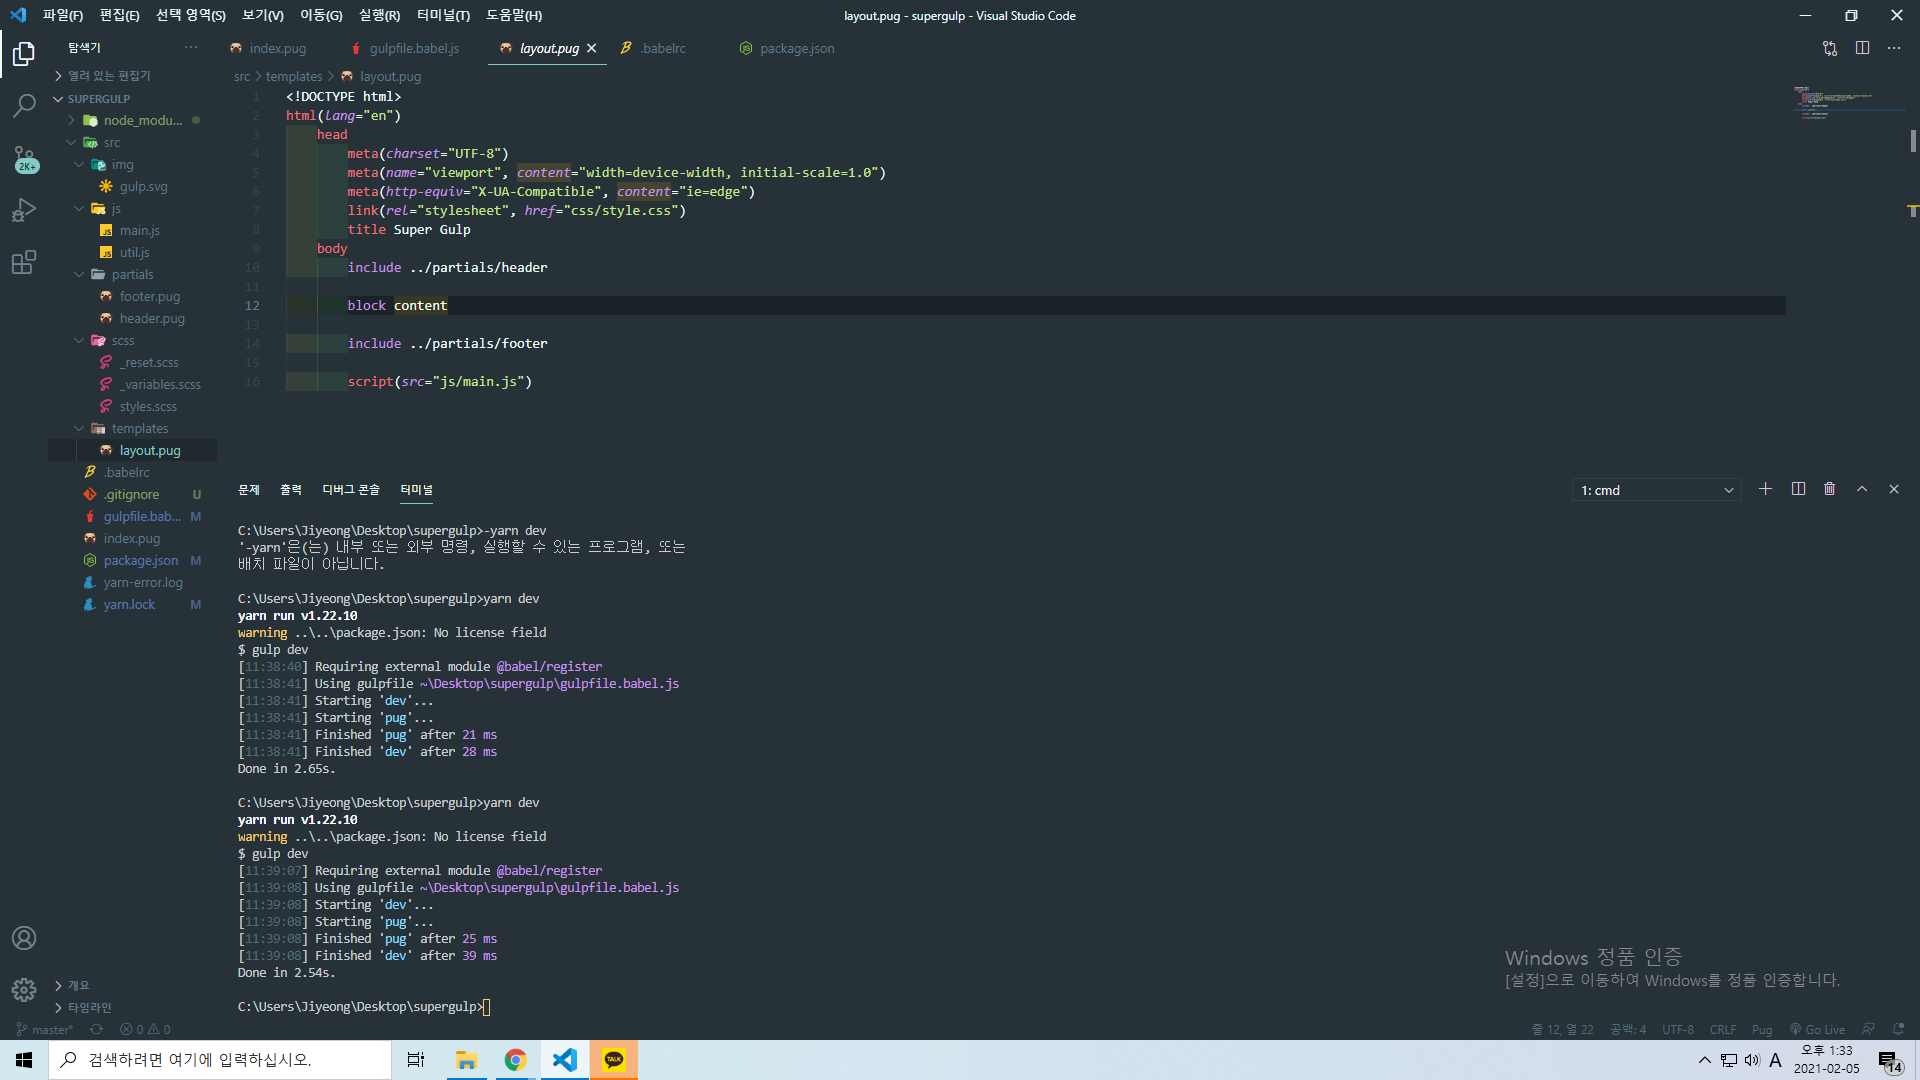 파일(F) 편집(E) 선택 영역(S) 보기(V) 이동(G) 실행(R) 터미널(T) 도움말(H)
layout.pug - supergulp - Visual Studio Code
탐색기
index.pug gulpfile.babel.js layout.pug .babelrc package.json
열려 있는 편집기
src > templates > layout.pug
SUPERGULP
node_modu...
src
img
gulp.svg
js
main.js
util.js
partials
footer.pug
header.pug
scss
_reset.scss
_variables.scss
styles.scss
templates
layout.pug
.babelrc
.gitignore U
gulpfile.bab... M
index.pug
package.json M
yarn-error.log
yarn.lock M
개요
타임라인
2K+
1 <!DOCTYPE html>
2 html(lang="en")
3 head
4 meta(charset="UTF-8")
5 meta(name="viewport", content="width=device-width, initial-scale=1.0")
6 meta(http-equiv="X-UA-Compatible", content="ie=edge")
7 link(rel="stylesheet", href="css/style.css")
8 title Super Gulp
9 body
10 include ../partials/header
11
12 block content
13
14 include ../partials/footer
15
16 script(src="js/main.js")
문제 출력 디버그 콘솔 터미널
1: cmd
C:\Users\Jiyeong\Desktop\supergulp>-yarn dev
'-yarn'은(는) 내부 또는 외부 명령, 실행할 수 있는 프로그램, 또는
배치 파일이 아닙니다.
C:\Users\Jiyeong\Desktop\supergulp>yarn dev
yarn run v1.22.10
warning ..\..\package.json: No license field
$ gulp dev
[11:38:40] Requiring external module @babel/register
[11:38:41] Using gulpfile ~\Desktop\supergulp\gulpfile.babel.js
[11:38:41] Starting 'dev'...
[11:38:41] Starting 'pug'...
[11:38:41] Finished 'pug' after 21 ms
[11:38:41] Finished 'dev' after 28 ms
Done in 2.65s.
C:\Users\Jiyeong\Desktop\supergulp>yarn dev
yarn run v1.22.10
warning ..\..\package.json: No license field
$ gulp dev
[11:39:07] Requiring external module @babel/register
[11:39:08] Using gulpfile ~\Desktop\supergulp\gulpfile.babel.js
[11:39:08] Starting 'dev'...
[11:39:08] Starting 'pug'...
[11:39:08] Finished 'pug' after 25 ms
[11:39:08] Finished 'dev' after 39 ms
Done in 2.54s.
C:\Users\Jiyeong\Desktop\supergulp>
Windows 정품 인증
[설정]으로 이동하여 Windows를 정품 인증합니다.
master* 0 0
줄 12, 열 22 공백: 4 UTF-8 CRLF Pug Go Live
검색하려면 여기에 입력하십시오.
TALK
A
오후 1:33
2021-02-05
14